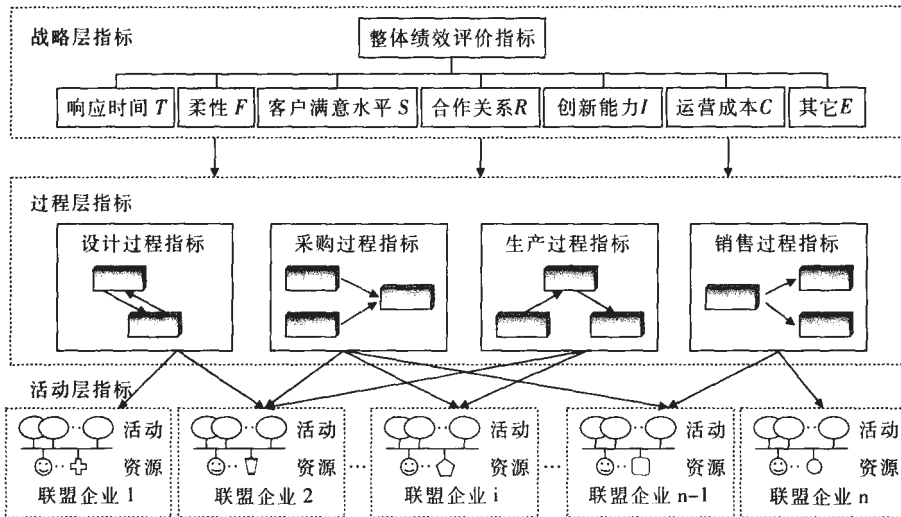 战略层指标
整体绩效评价指标
响应时间 T 柔性 F 客户满意水平 S 合作关系R 创新能力I 运营成本C 其它E
过程层指标
设计过程指标 采购过程指标 生产过程指标 销售过程指标
活动层指标
活动 活动 活动 活动 活动
资源 资源 … 资源 … 资源 资源
联盟企业 1 联盟企业 2 联盟企业 i 联盟企业 n-1 联盟企业 n